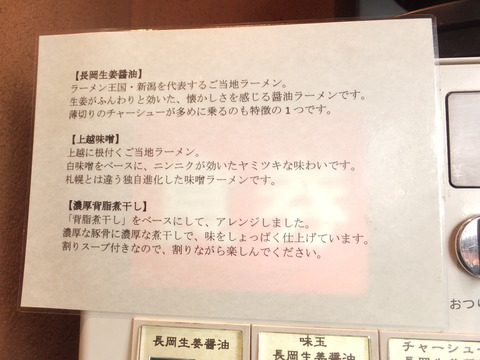 【長岡生姜醤油】
ラーメン王国・新潟を代表するご当地ラーメン。
生姜がふんわりと効いた、懐かしさを感じる醤油ラーメンです。
薄切りのチャーシューが多めに乗るのも特徴の１つです。
【上越味噌】
上越に根付くご当地ラーメン。
白味噌をベースに、ニンニクが効いたヤミツキな味わいです。
札幌とは違う独自進化した味噌ラーメンです。
【濃厚背脂煮干し】
「背脂煮干し」をベースにして、アレンジしました。
濃厚な豚骨に濃厚な煮干しで、味をしょっぱく仕上げています。
割りスープ付きなので、割りながら楽しんでください。
おつり
長岡生姜醤油
味玉
長岡生姜醤油
チャーシュー
長岡生姜醤